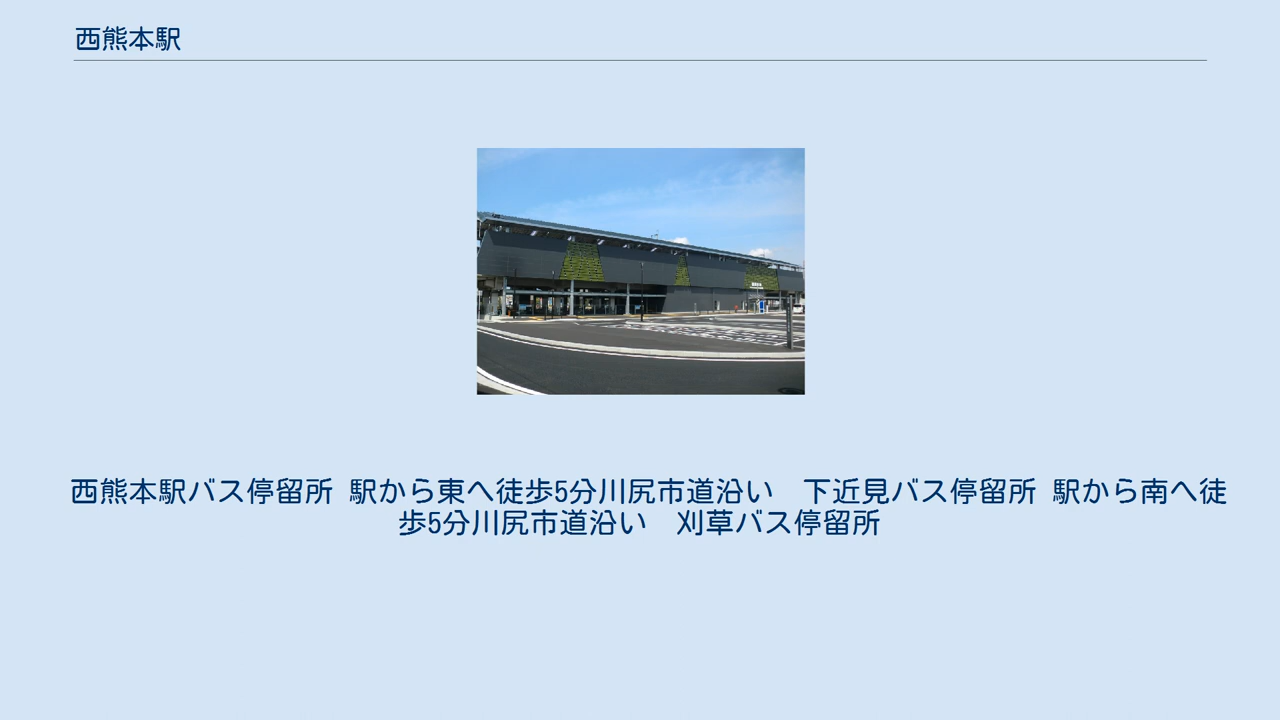 西熊本駅
西熊本駅バス停留所 駅から東へ徒歩5分川尻市道沿い　下近見バス停留所 駅から南へ徒
歩5分川尻市道沿い　刈草バス停留所